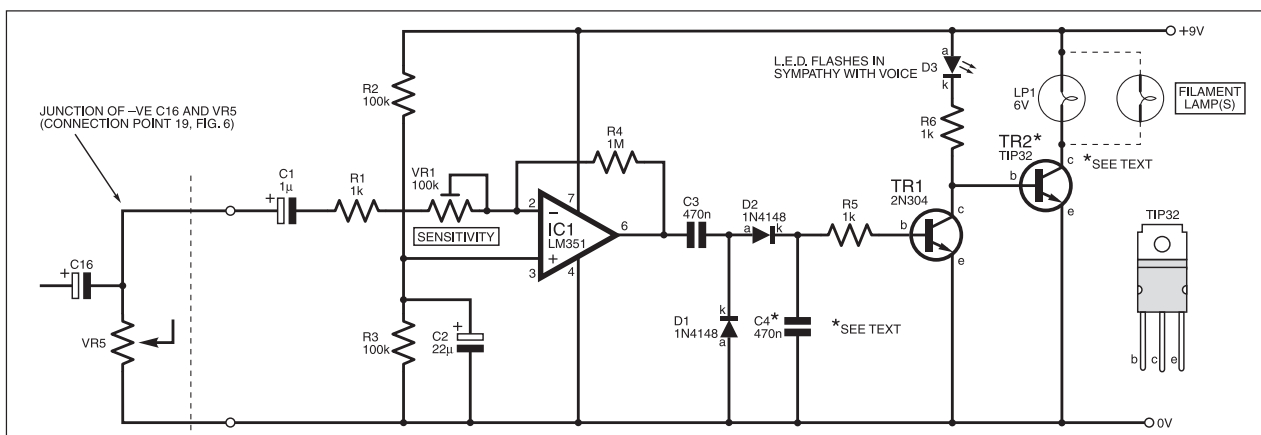 +9V
L.E.D. FLASHES IN
SYMPATHY WITH VOICE
a
D3
k
R2
100k
LP1
6V
FILAMENT
LAMP(S)
JUNCTION OF –VE C16 AND VR5
(CONNECTION POINT 19, FIG. 6)
R6
1k
R4
1M
TR2*
TIP32
*SEE TEXT
C1
1µ
+
R1
1k
VR1
100k
SENSITIVITY
2
7
–
IC1
LM351
6
+
3
4
C3
470n
D2
1N4148
a
k
R5
1k
TR1
2N304
b
c
e
b
c
e
TIP32
C16
+
VR5
R3
100k
C2
22µ
+
k
D1
1N4148
a
C4*
470n
*SEE TEXT
b
c
e
0V